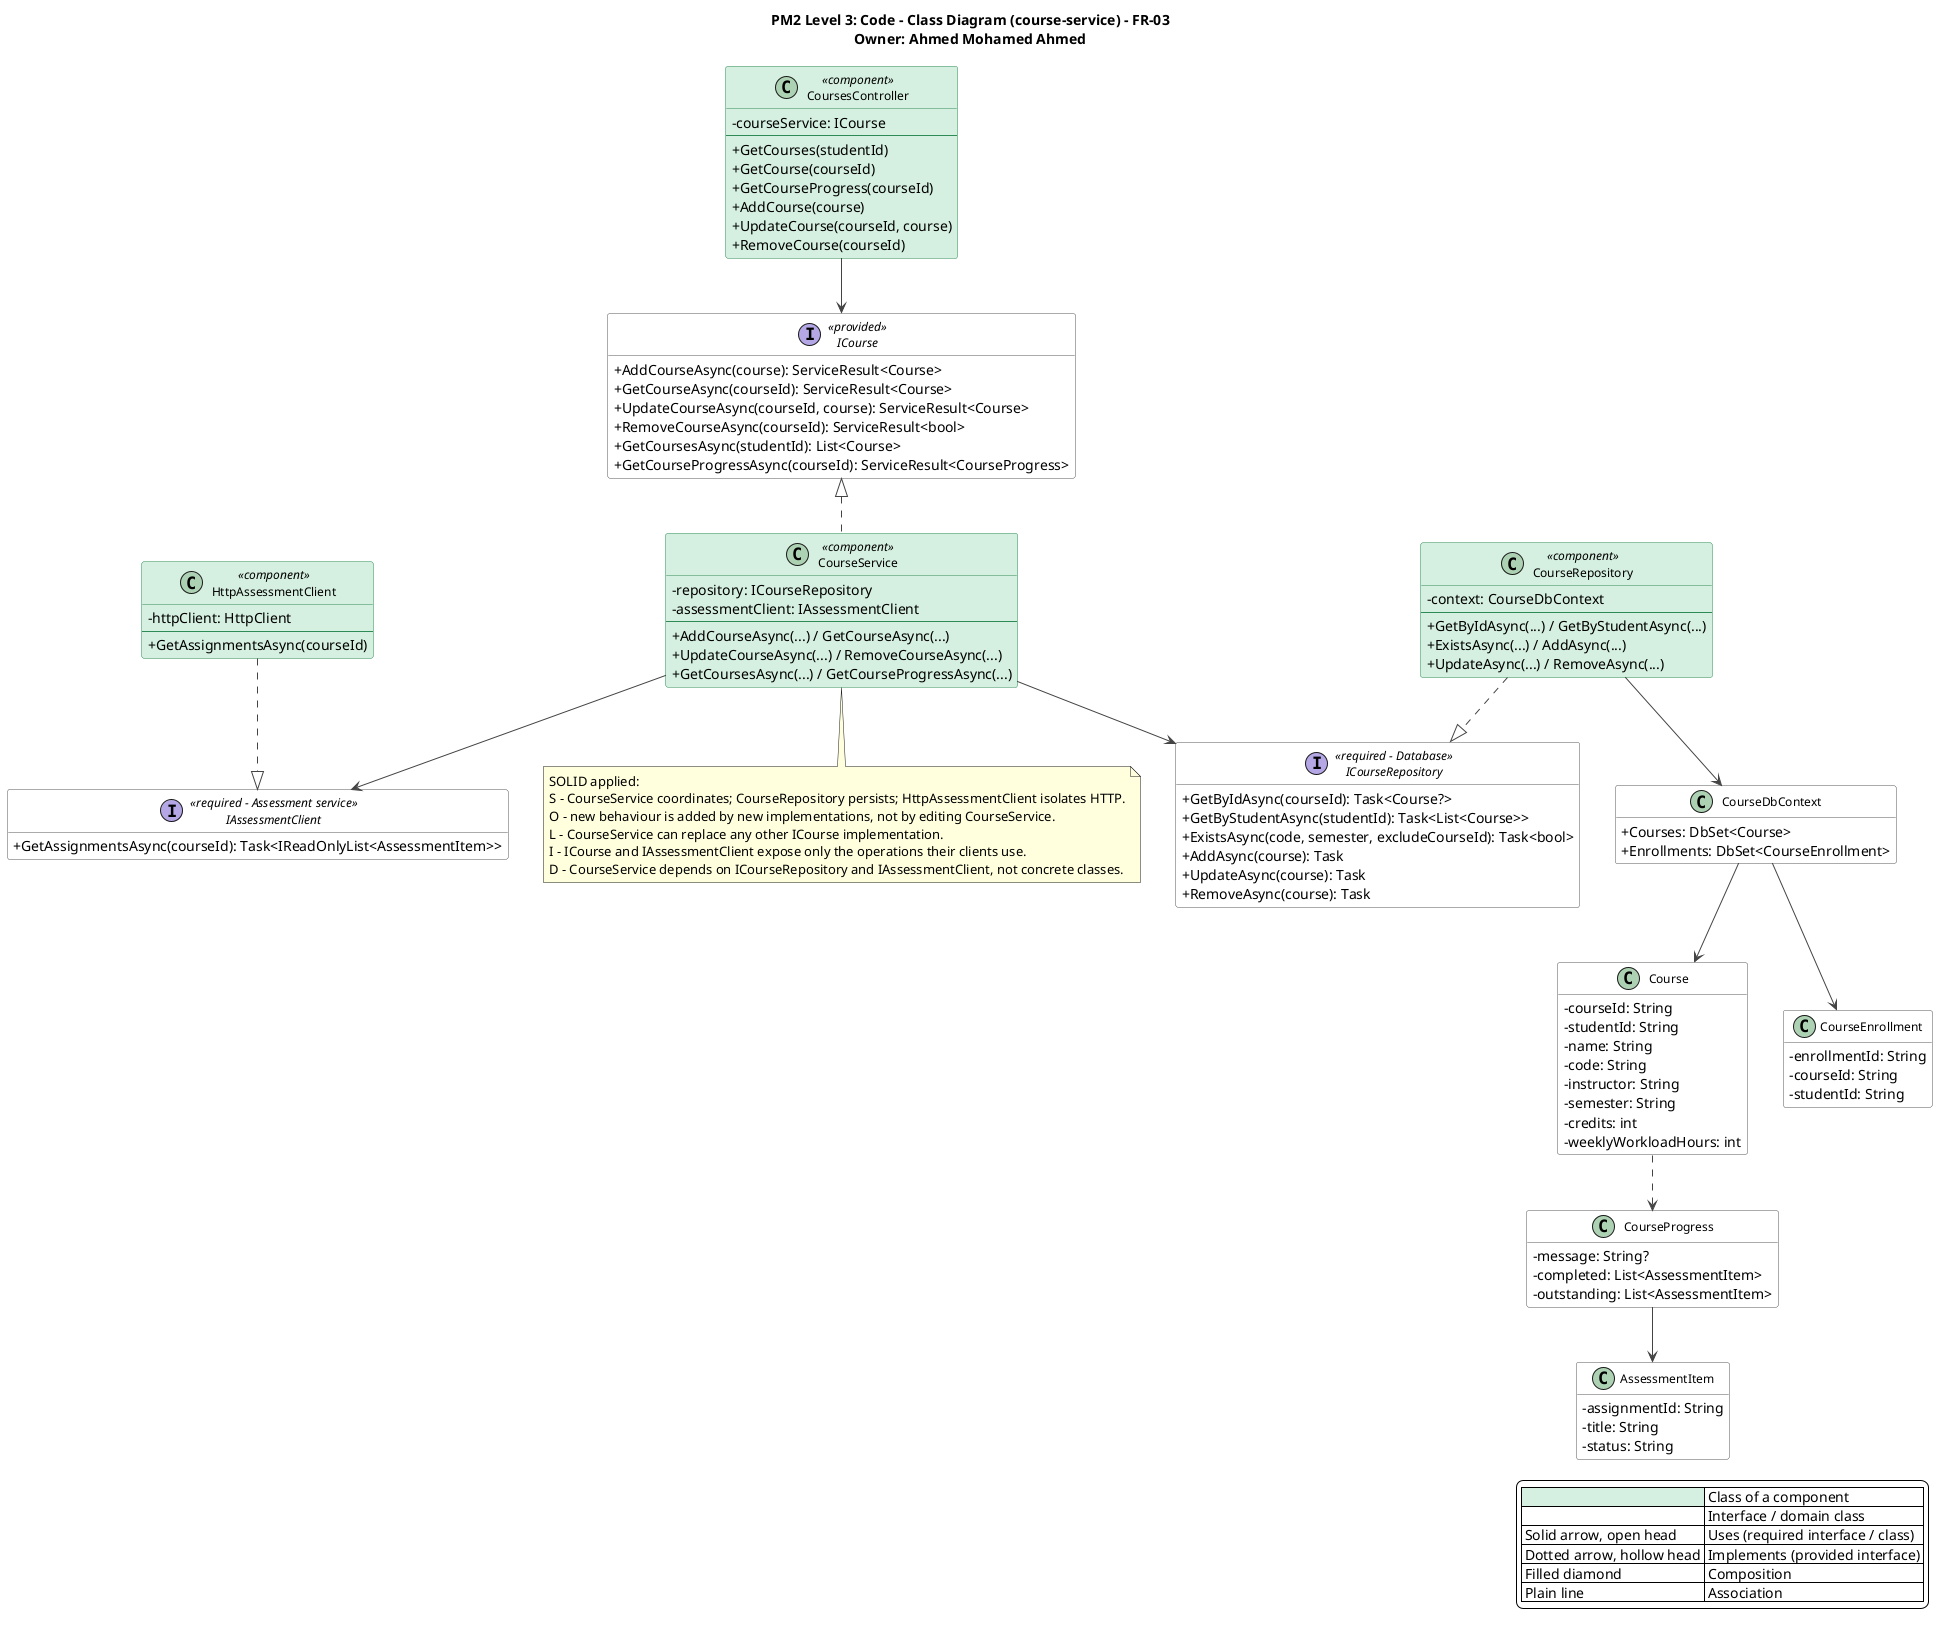 PM2 Level 3: Code - Class Diagram (course-service) - FR-03
Owner: Ahmed Mohamed Ahmed
C
«component»
CoursesController
-courseService: ICourse
+GetCourses(studentId)
+GetCourse(courseId)
+GetCourseProgress(courseId)
+AddCourse(course)
+UpdateCourse(courseId, course)
+RemoveCourse(courseId)
I
«provided»
ICourse
+AddCourseAsync(course): ServiceResult<Course>
+GetCourseAsync(courseId): ServiceResult<Course>
+UpdateCourseAsync(courseId, course): ServiceResult<Course>
+RemoveCourseAsync(courseId): ServiceResult<bool>
+GetCoursesAsync(studentId): List<Course>
+GetCourseProgressAsync(courseId): ServiceResult<CourseProgress>
C
«component»
HttpAssessmentClient
-httpClient: HttpClient
+GetAssignmentsAsync(courseId)
C
«component»
CourseService
-repository: ICourseRepository
-assessmentClient: IAssessmentClient
+AddCourseAsync(...) / GetCourseAsync(...)
+UpdateCourseAsync(...) / RemoveCourseAsync(...)
+GetCoursesAsync(...) / GetCourseProgressAsync(...)
C
«component»
CourseRepository
-context: CourseDbContext
+GetByIdAsync(...) / GetByStudentAsync(...)
+ExistsAsync(...) / AddAsync(...)
+UpdateAsync(...) / RemoveAsync(...)
I
«required - Assessment service»
IAssessmentClient
+GetAssignmentsAsync(courseId): Task<IReadOnlyList<AssessmentItem>>
SOLID applied:
S - CourseService coordinates; CourseRepository persists; HttpAssessmentClient isolates HTTP.
O - new behaviour is added by new implementations, not by editing CourseService.
L - CourseService can replace any other ICourse implementation.
I - ICourse and IAssessmentClient expose only the operations their clients use.
D - CourseService depends on ICourseRepository and IAssessmentClient, not concrete classes.
I
«required - Database»
ICourseRepository
+GetByIdAsync(courseId): Task<Course?>
+GetByStudentAsync(studentId): Task<List<Course>>
+ExistsAsync(code, semester, excludeCourseId): Task<bool>
+AddAsync(course): Task
+UpdateAsync(course): Task
+RemoveAsync(course): Task
C
CourseDbContext
+Courses: DbSet<Course>
+Enrollments: DbSet<CourseEnrollment>
C
Course
-courseId: String
-studentId: String
-name: String
-code: String
-instructor: String
-semester: String
-credits: int
-weeklyWorkloadHours: int
C
CourseEnrollment
-enrollmentId: String
-courseId: String
-studentId: String
C
CourseProgress
-message: String?
-completed: List<AssessmentItem>
-outstanding: List<AssessmentItem>
C
AssessmentItem
-assignmentId: String
-title: String
-status: String
Class of a component
Interface / domain class
Solid arrow, open head Uses (required interface / class)
Dotted arrow, hollow head Implements (provided interface)
Filled diamond Composition
Plain line Association